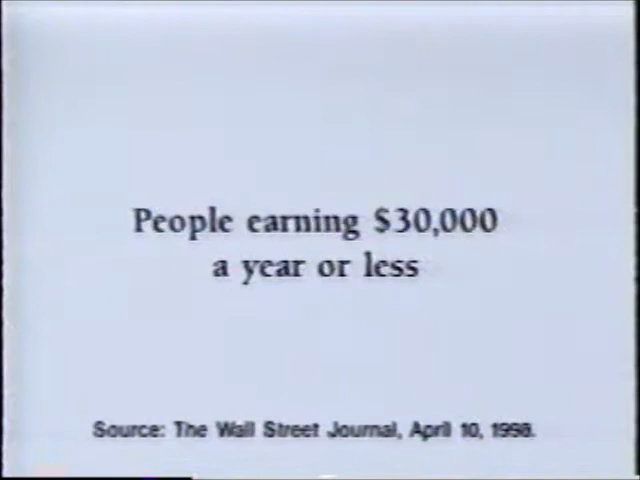 People earning $30,000
a year or less
Source: The Wall Street Journal, April 10, 1998.